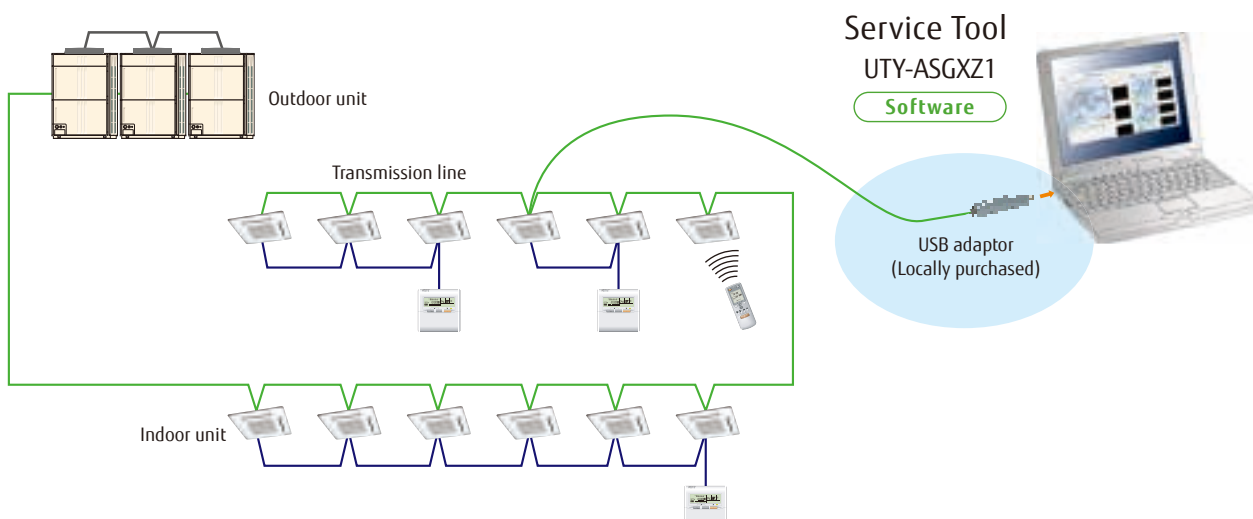 Service Tool
UTY-ASGXZ1
Software
Outdoor unit
Transmission line
USB adaptor
(Locally purchased)
Indoor unit